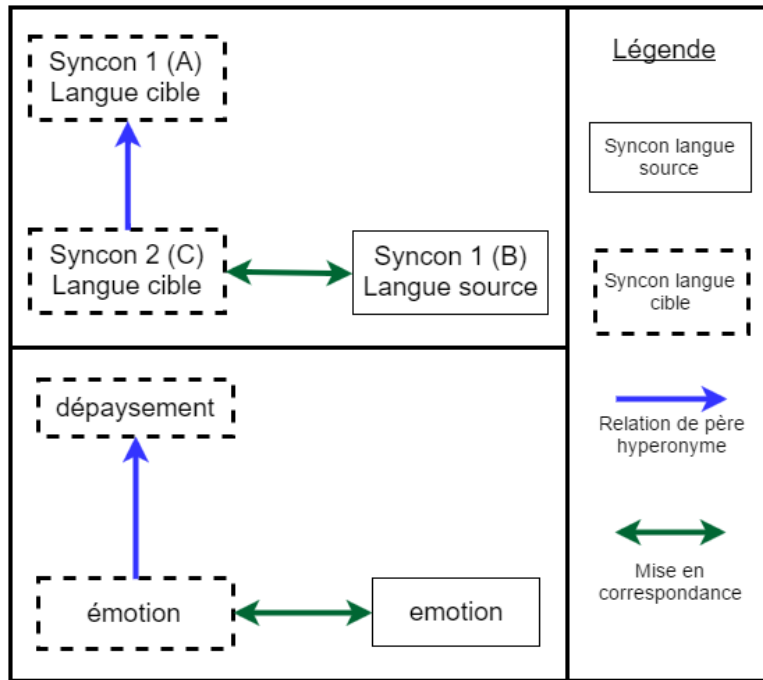 Syncon 1 (A)
Langue cible
Syncon 2 (C)
Langue cible
Syncon 1 (B)
Langue source
dépaysement
émotion
emotion
Légende
Syncon langue
source
Syncon langue
cible
Relation de père
hyperonyme
Mise en
correspondance